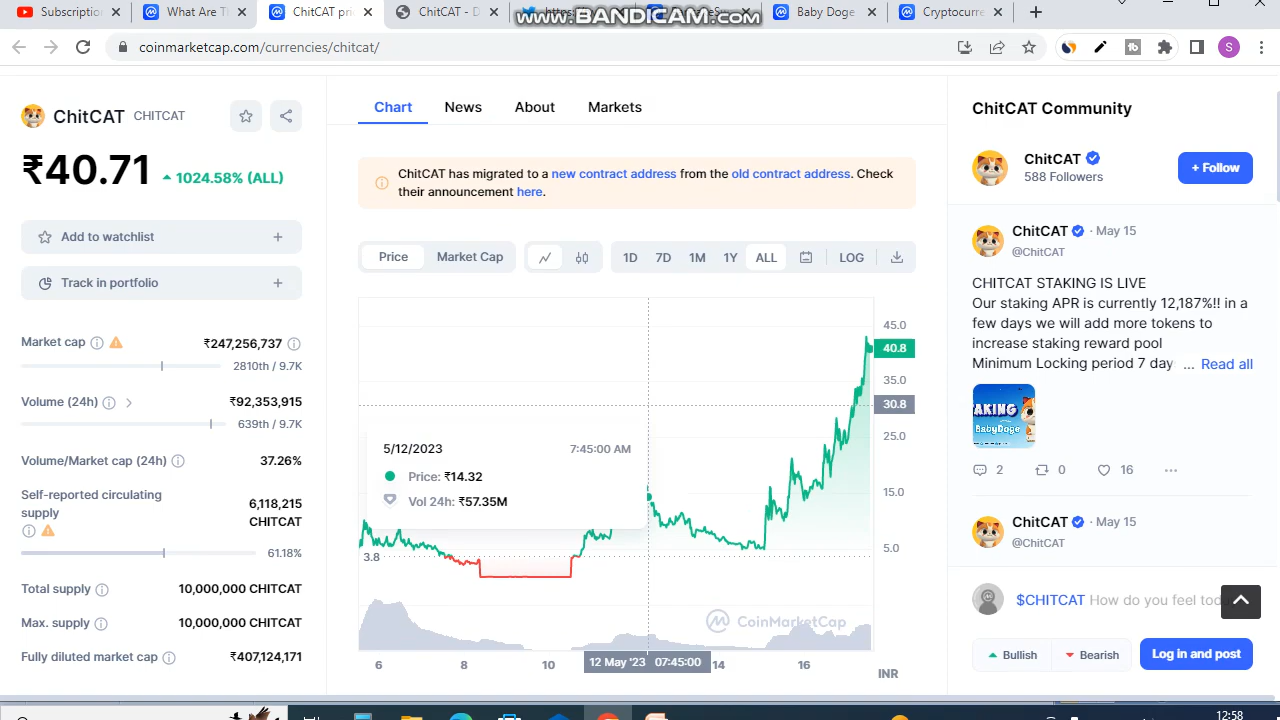 Subscriptio
What Are Th
ChitCAT pri
ChitCAT - D
Baby Doge
Cryptocurre
www.BANDICAM.com
coinmarketcap.com/currencies/chitcat/
S
ChitCAT CHITCAT
₹40.71 1024.58% (ALL)
Add to watchlist +
Track in portfolio +
Market cap ₹247,256,737
2810th / 9.7K
Volume (24h) ₹92,353,915
639th / 9.7K
Volume/Market cap (24h) 37.26%
Self-reported circulating
supply
6,118,215
CHITCAT
61.18%
Total supply 10,000,000 CHITCAT
Max. supply 10,000,000 CHITCAT
Fully diluted market cap ₹407,124,171
Chart News About Markets
ChitCAT has migrated to a new contract address from the old contract address. Check
their announcement here.
Price Market Cap 1D 7D 1M 1Y ALL LOG
45.0
40.8
35.0
30.8
25.0
15.0
5.0
3.8
5/12/2023 7:45:00 AM
Price: ₹14.32
Vol 24h: ₹57.35M
CoinMarketCap
6 8 10 12 May '23 07:45:00 14 16
INR
ChitCAT Community
ChitCAT
588 Followers
+ Follow
ChitCAT · May 15
@ChitCAT
CHITCAT STAKING IS LIVE
Our staking APR is currently 12,187%!! in a
few days we will add more tokens to
increase staking reward pool
Minimum Locking period 7 day ... Read all
AKING
BabyDoge
2 0 16
ChitCAT · May 15
@ChitCAT
$CHITCAT How do you feel tod
Bullish Bearish Log in and post
12:58